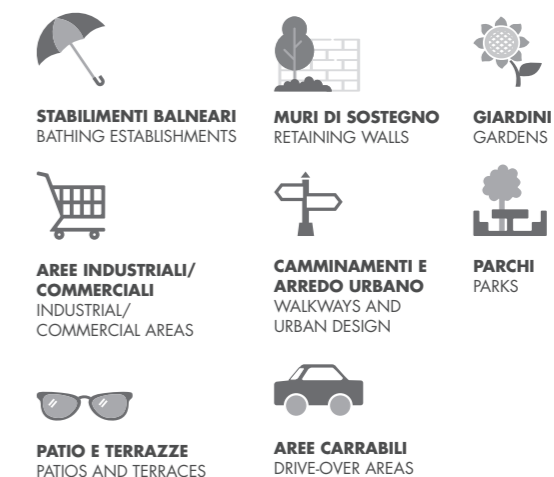 STABILIMENTI BALNEARI
BATHING ESTABLISHMENTS
MURI DI SOSTEGNO
RETAINING WALLS
GIARDINI
GARDENS
AREE INDUSTRIALI/
COMMERCIALI
INDUSTRIAL/
COMMERCIAL AREAS
CAMMINAMENTI E
ARREDO URBANO
WALKWAYS AND
URBAN DESIGN
PARCHI
PARKS
PATIO E TERRAZZE
PATIOS AND TERRACES
AREE CARRABILI
DRIVE-OVER AREAS